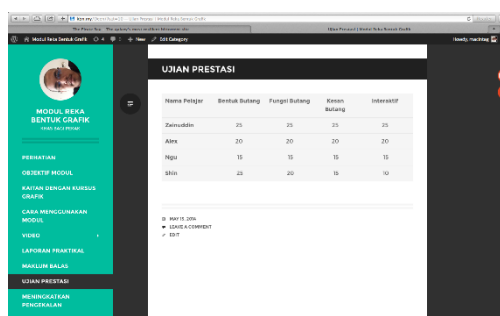 Modul Reka Bentuk Grafik
New
Edit Category
MODUL REKA
BENTUK GRAFIK
PERHATIAN
OBJEKTIF MODUL
KAITAN DENGAN KURSUS
GRAFIK
CARA MENGGUNAKAN
MODUL
VIDEO
LAPORAN PRAKTIKAL
MAKLUM BALAS
UJIAN PRESTASI
MENINGKATKAN
PENGEKALAN
UJIAN PRESTASI
Nama Pelajar Bentuk Butang Fungsi Butang Kesan Interaktif
Butang
Zainuddin 25 25 25 25
Alex 20 20 20 20
Ngu 15 15 15 15
Shin 25 20 15 10
MAY 15, 2014
LEAVE A COMMENT
EDIT